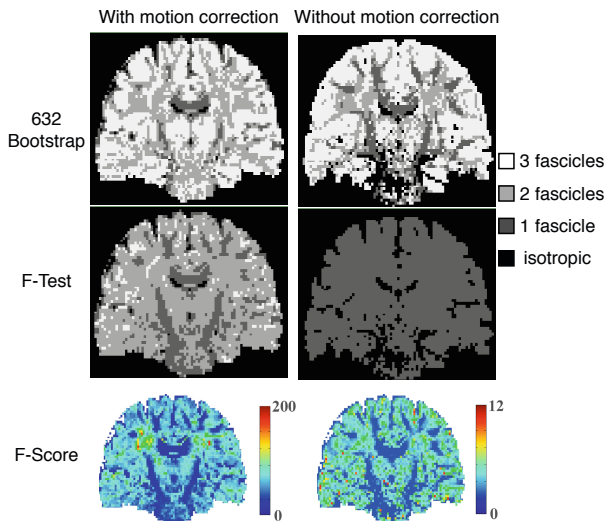 With motion correction
Without motion correction
632
Bootstrap
3 fascicles
2 fascicles
1 fascicle
isotropic
F-Test
F-Score
200
0
12
0